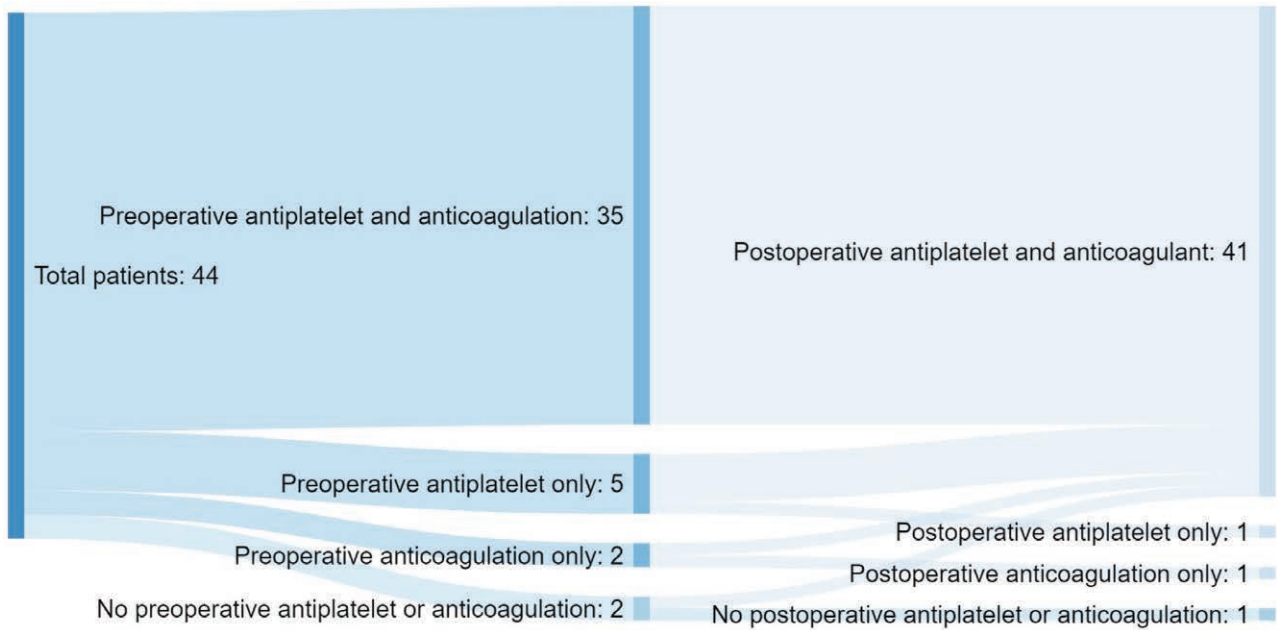 Total patients: 44
Preoperative antiplatelet and anticoagulation: 35
Preoperative antiplatelet only: 5
Preoperative anticoagulation only: 2
No preoperative antiplatelet or anticoagulation: 2
Postoperative antiplatelet and anticoagulant: 41
Postoperative antiplatelet only: 1
Postoperative anticoagulation only: 1
No postoperative antiplatelet or anticoagulation: 1